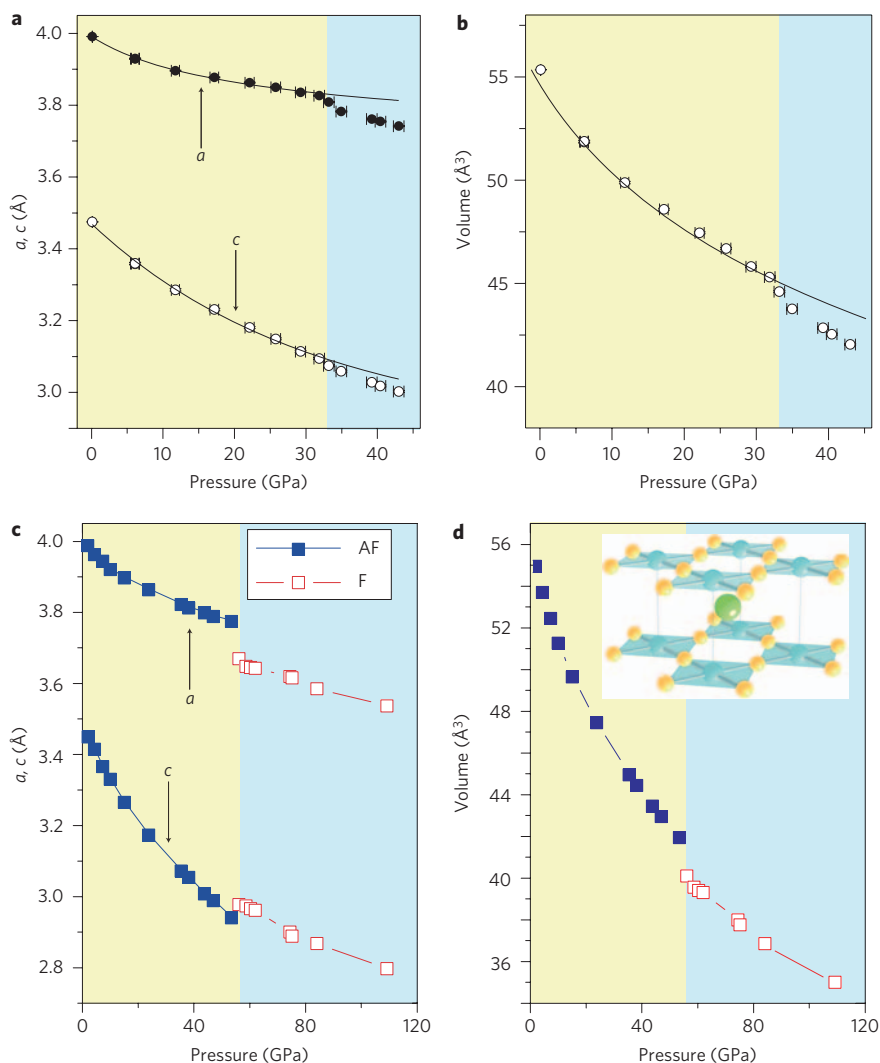 a
4.0
3.8
3.6
3.4
3.2
3.0
a, c (Å)
a
c
0 10 20 30 40
Pressure (GPa)
b
55
50
45
40
Volume (Å³)
0 10 20 30 40
Pressure (GPa)
c
4.0
3.8
3.6
3.4
3.2
3.0
2.8
a, c (Å)
AF
F
a
c
0 20 40 60 80 100 120
Pressure (GPa)
d
56
52
48
44
40
36
Volume (Å³)
0 40 80 120
Pressure (GPa)